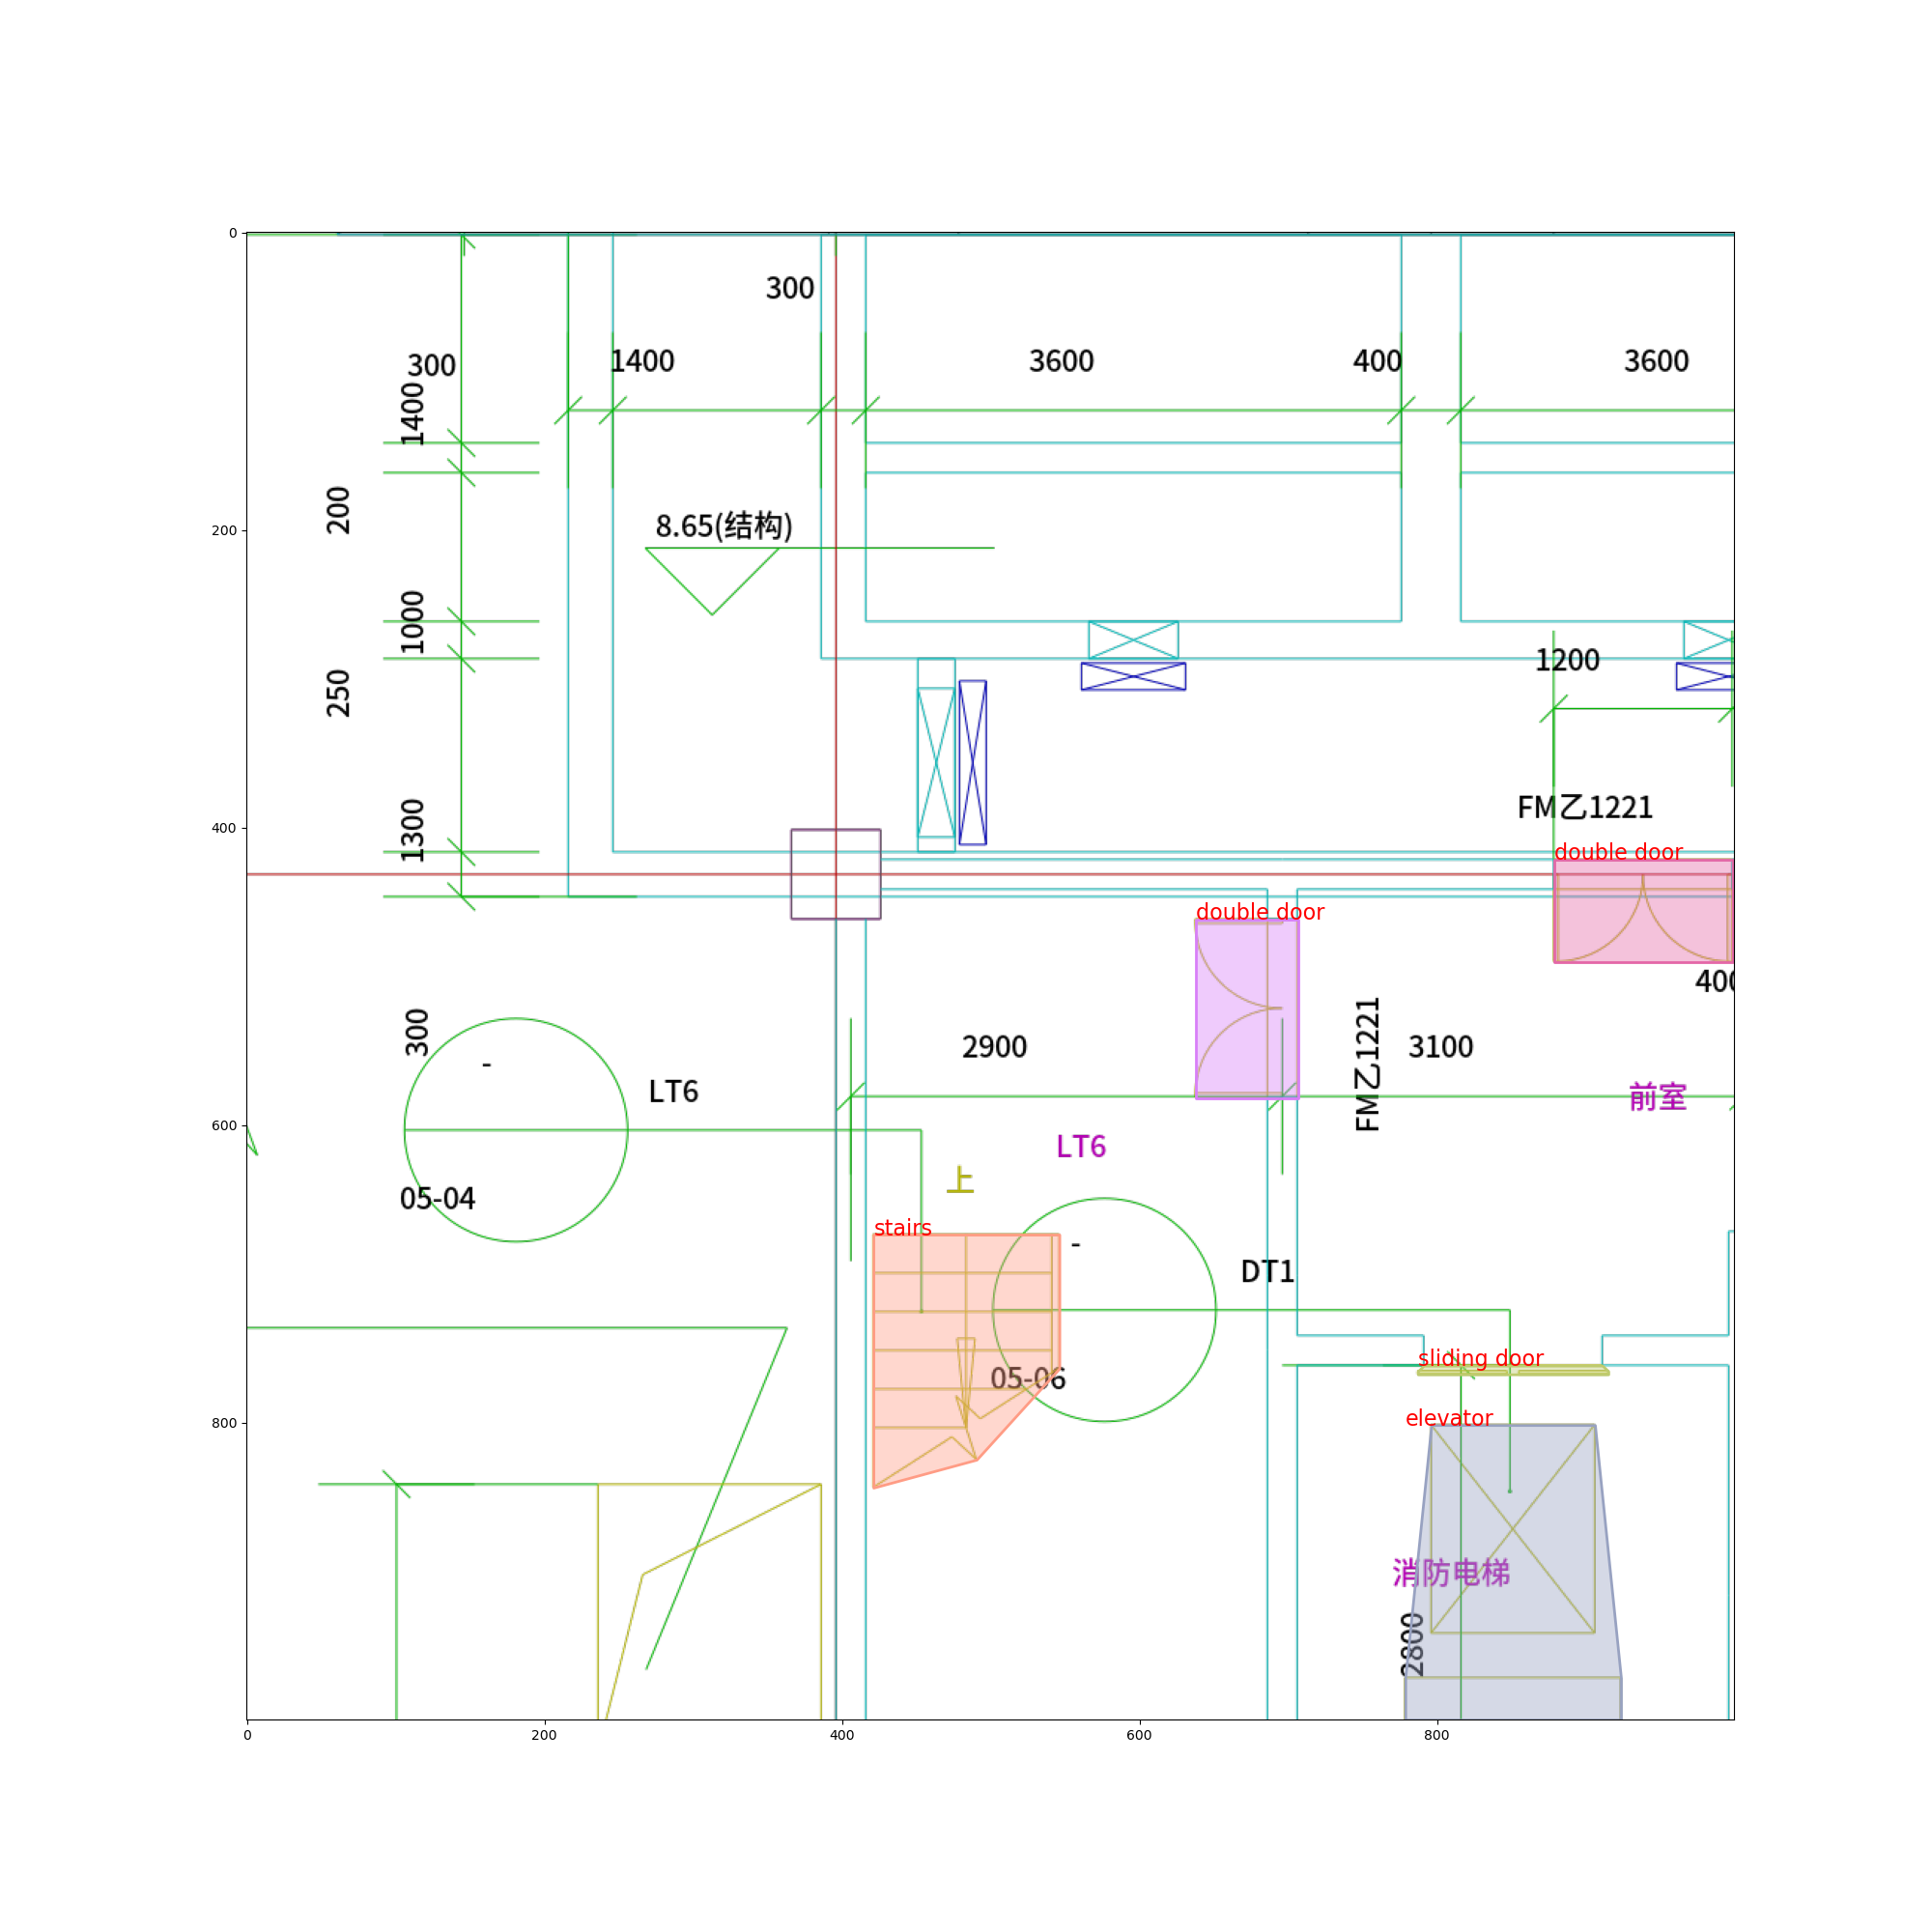 0
300
300
1400
3600
400
3600
1400
200
8.65(结构)
200
1000
1200
250
400
1300
FM乙1221
double door
double door
400
300
-
2900
FM乙1221
3100
LT6
前室
600
LT6
上
05-04
stairs
-
DT1
sliding door
05-06
800
elevator
消防电梯
2800
0
200
400
600
800